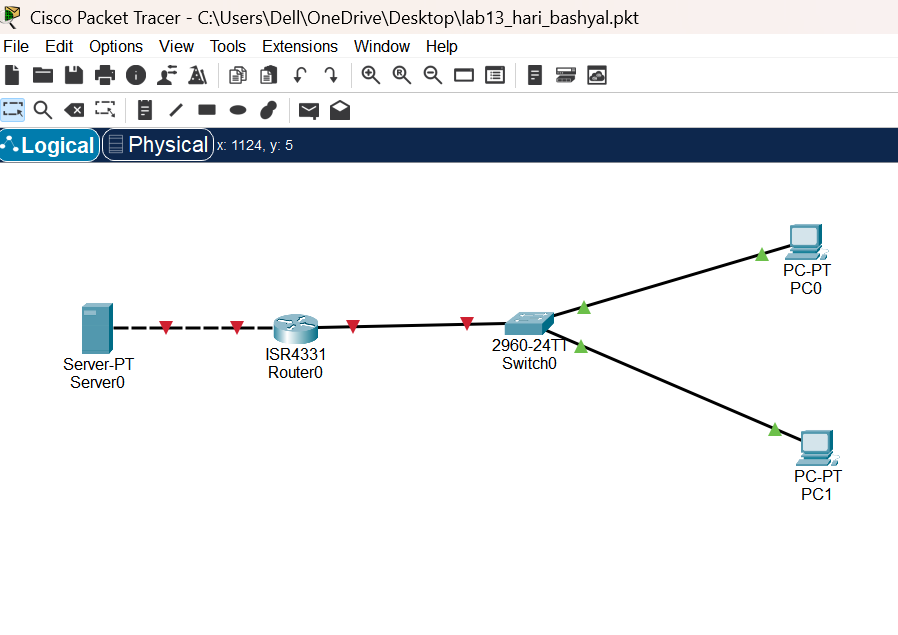 Cisco Packet Tracer - C:\Users\Dell\OneDrive\Desktop\lab13_hari_bashyal.pkt
File Edit Options View Tools Extensions Window Help
Logical Physical x: 1124, y: 5
PC-PT
PC0
Server-PT
Server0
ISR4331
Router0
2960-24TT
Switch0
PC-PT
PC1